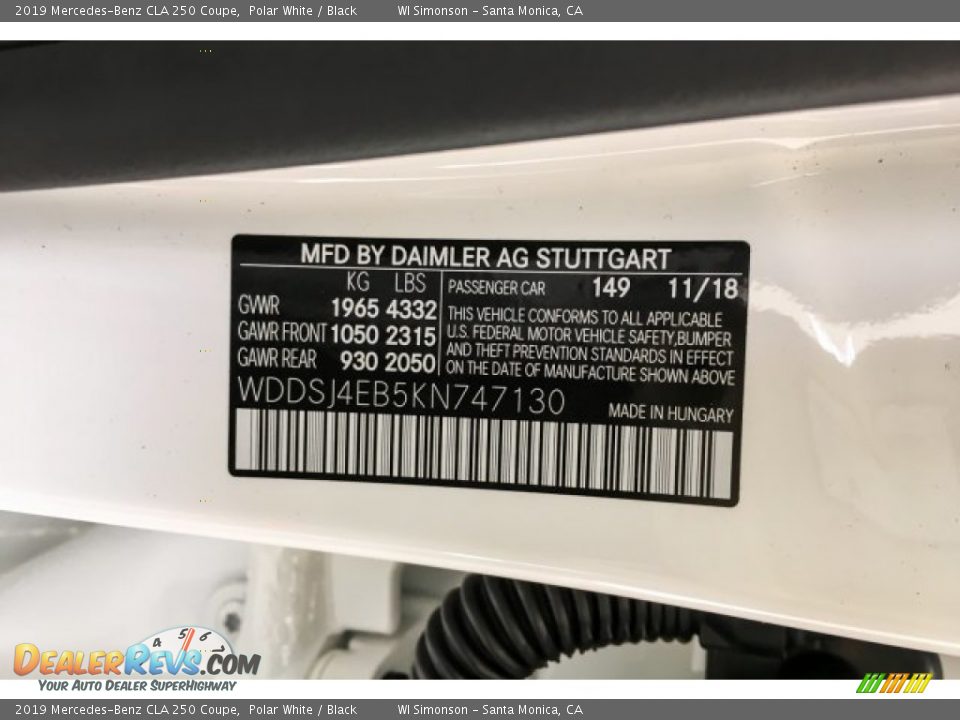 2019 Mercedes-Benz CLA 250 Coupe, Polar White / Black WI Simonson - Santa Monica, CA
MFD BY DAIMLER AG STUTTGART
KG LBS
GVWR 1965 4332
GAWR FRONT 1050 2315
GAWR REAR 930 2050
PASSENGER CAR 149 11/18
THIS VEHICLE CONFORMS TO ALL APPLICABLE
U.S. FEDERAL MOTOR VEHICLE SAFETY,BUMPER
AND THEFT PREVENTION STANDARDS IN EFFECT
ON THE DATE OF MANUFACTURE SHOWN ABOVE
WDDSJ4EB5KN747130
MADE IN HUNGARY
4 5 6
DEALERREVS.COM
YOUR AUTO DEALER SUPERHIGHWAY
2019 Mercedes-Benz CLA 250 Coupe, Polar White / Black WI Simonson - Santa Monica, CA